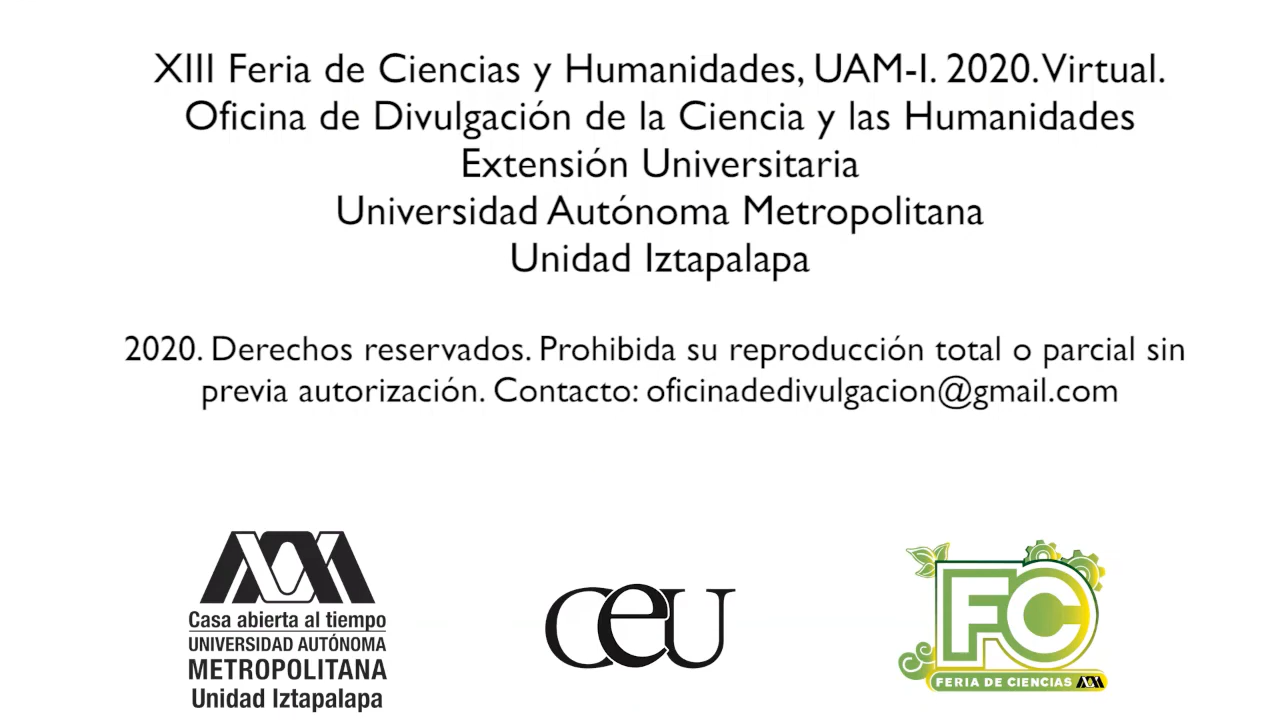 XIII Feria de Ciencias y Humanidades, UAM-I. 2020. Virtual.
Oficina de Divulgación de la Ciencia y las Humanidades
Extensión Universitaria
Universidad Autónoma Metropolitana
Unidad Iztapalapa
2020. Derechos reservados. Prohibida su reproducción total o parcial sin
previa autorización. Contacto: oficinadedivulgacion@gmail.com
Casa abierta al tiempo
UNIVERSIDAD AUTÓNOMA
METROPOLITANA
Unidad Iztapalapa
ceu
FC
FERIA DE CIENCIAS